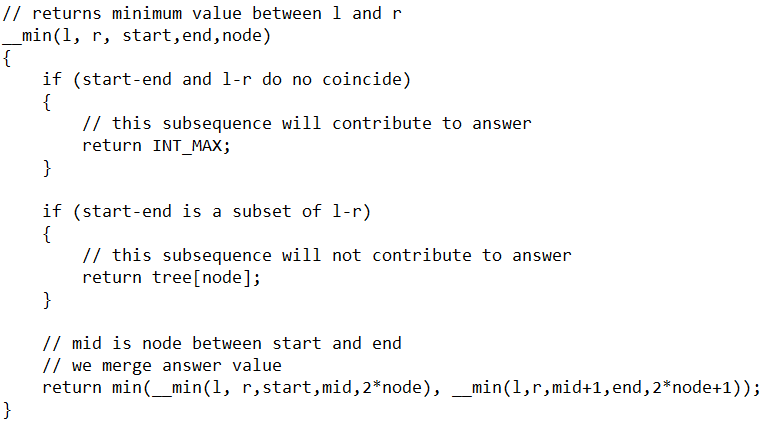 // returns minimum value between l and r
__min(l, r, start,end,node)
{
    if (start-end and l-r do no coincide)
    {
        // this subsequence will contribute to answer
        return INT_MAX;
    }

    if (start-end is a subset of l-r)
    {
        // this subsequence will not contribute to answer
        return tree[node];
    }

    // mid is node between start and end
    // we merge answer value
    return min(__min(l, r,start,mid,2*node), __min(l,r,mid+1,end,2*node+1));
}